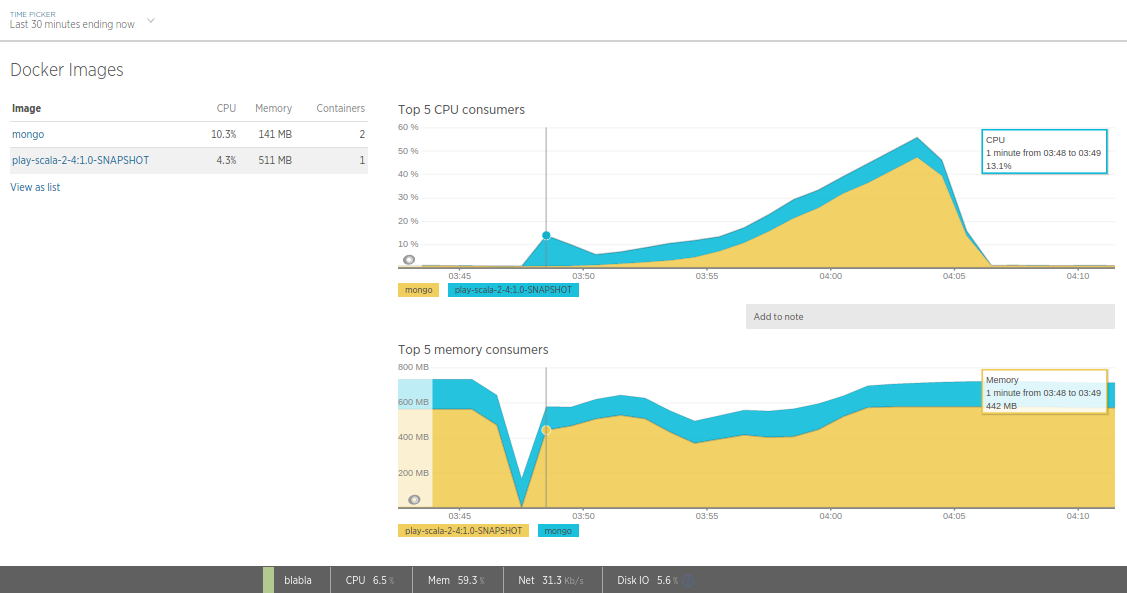 TIME PICKER
Last 30 minutes ending now
Docker Images
Image CPU Memory Containers
mongo 10.3% 141 MB 2
play-scala-2-4:1.0-SNAPSHOT 4.3% 511 MB 1
View as list
Top 5 CPU consumers
60 %
50 %
40 %
30 %
20 %
10 %
CPU
1 minute from 03:48 to 03:49
13.1%
03:45 03:50 03:55 04:00 04:05 04:10
mongo play-scala-2-4:1.0-SNAPSHOT
Add to note
Top 5 memory consumers
800 MB
600 MB
400 MB
200 MB
Memory
1 minute from 03:48 to 03:49
442 MB
03:45 03:50 03:55 04:00 04:05 04:10
play-scala-2-4:1.0-SNAPSHOT mongo
blabla CPU 6.5 % Mem 59.3 % Net 31.3 Kb/s Disk IO 5.6 %